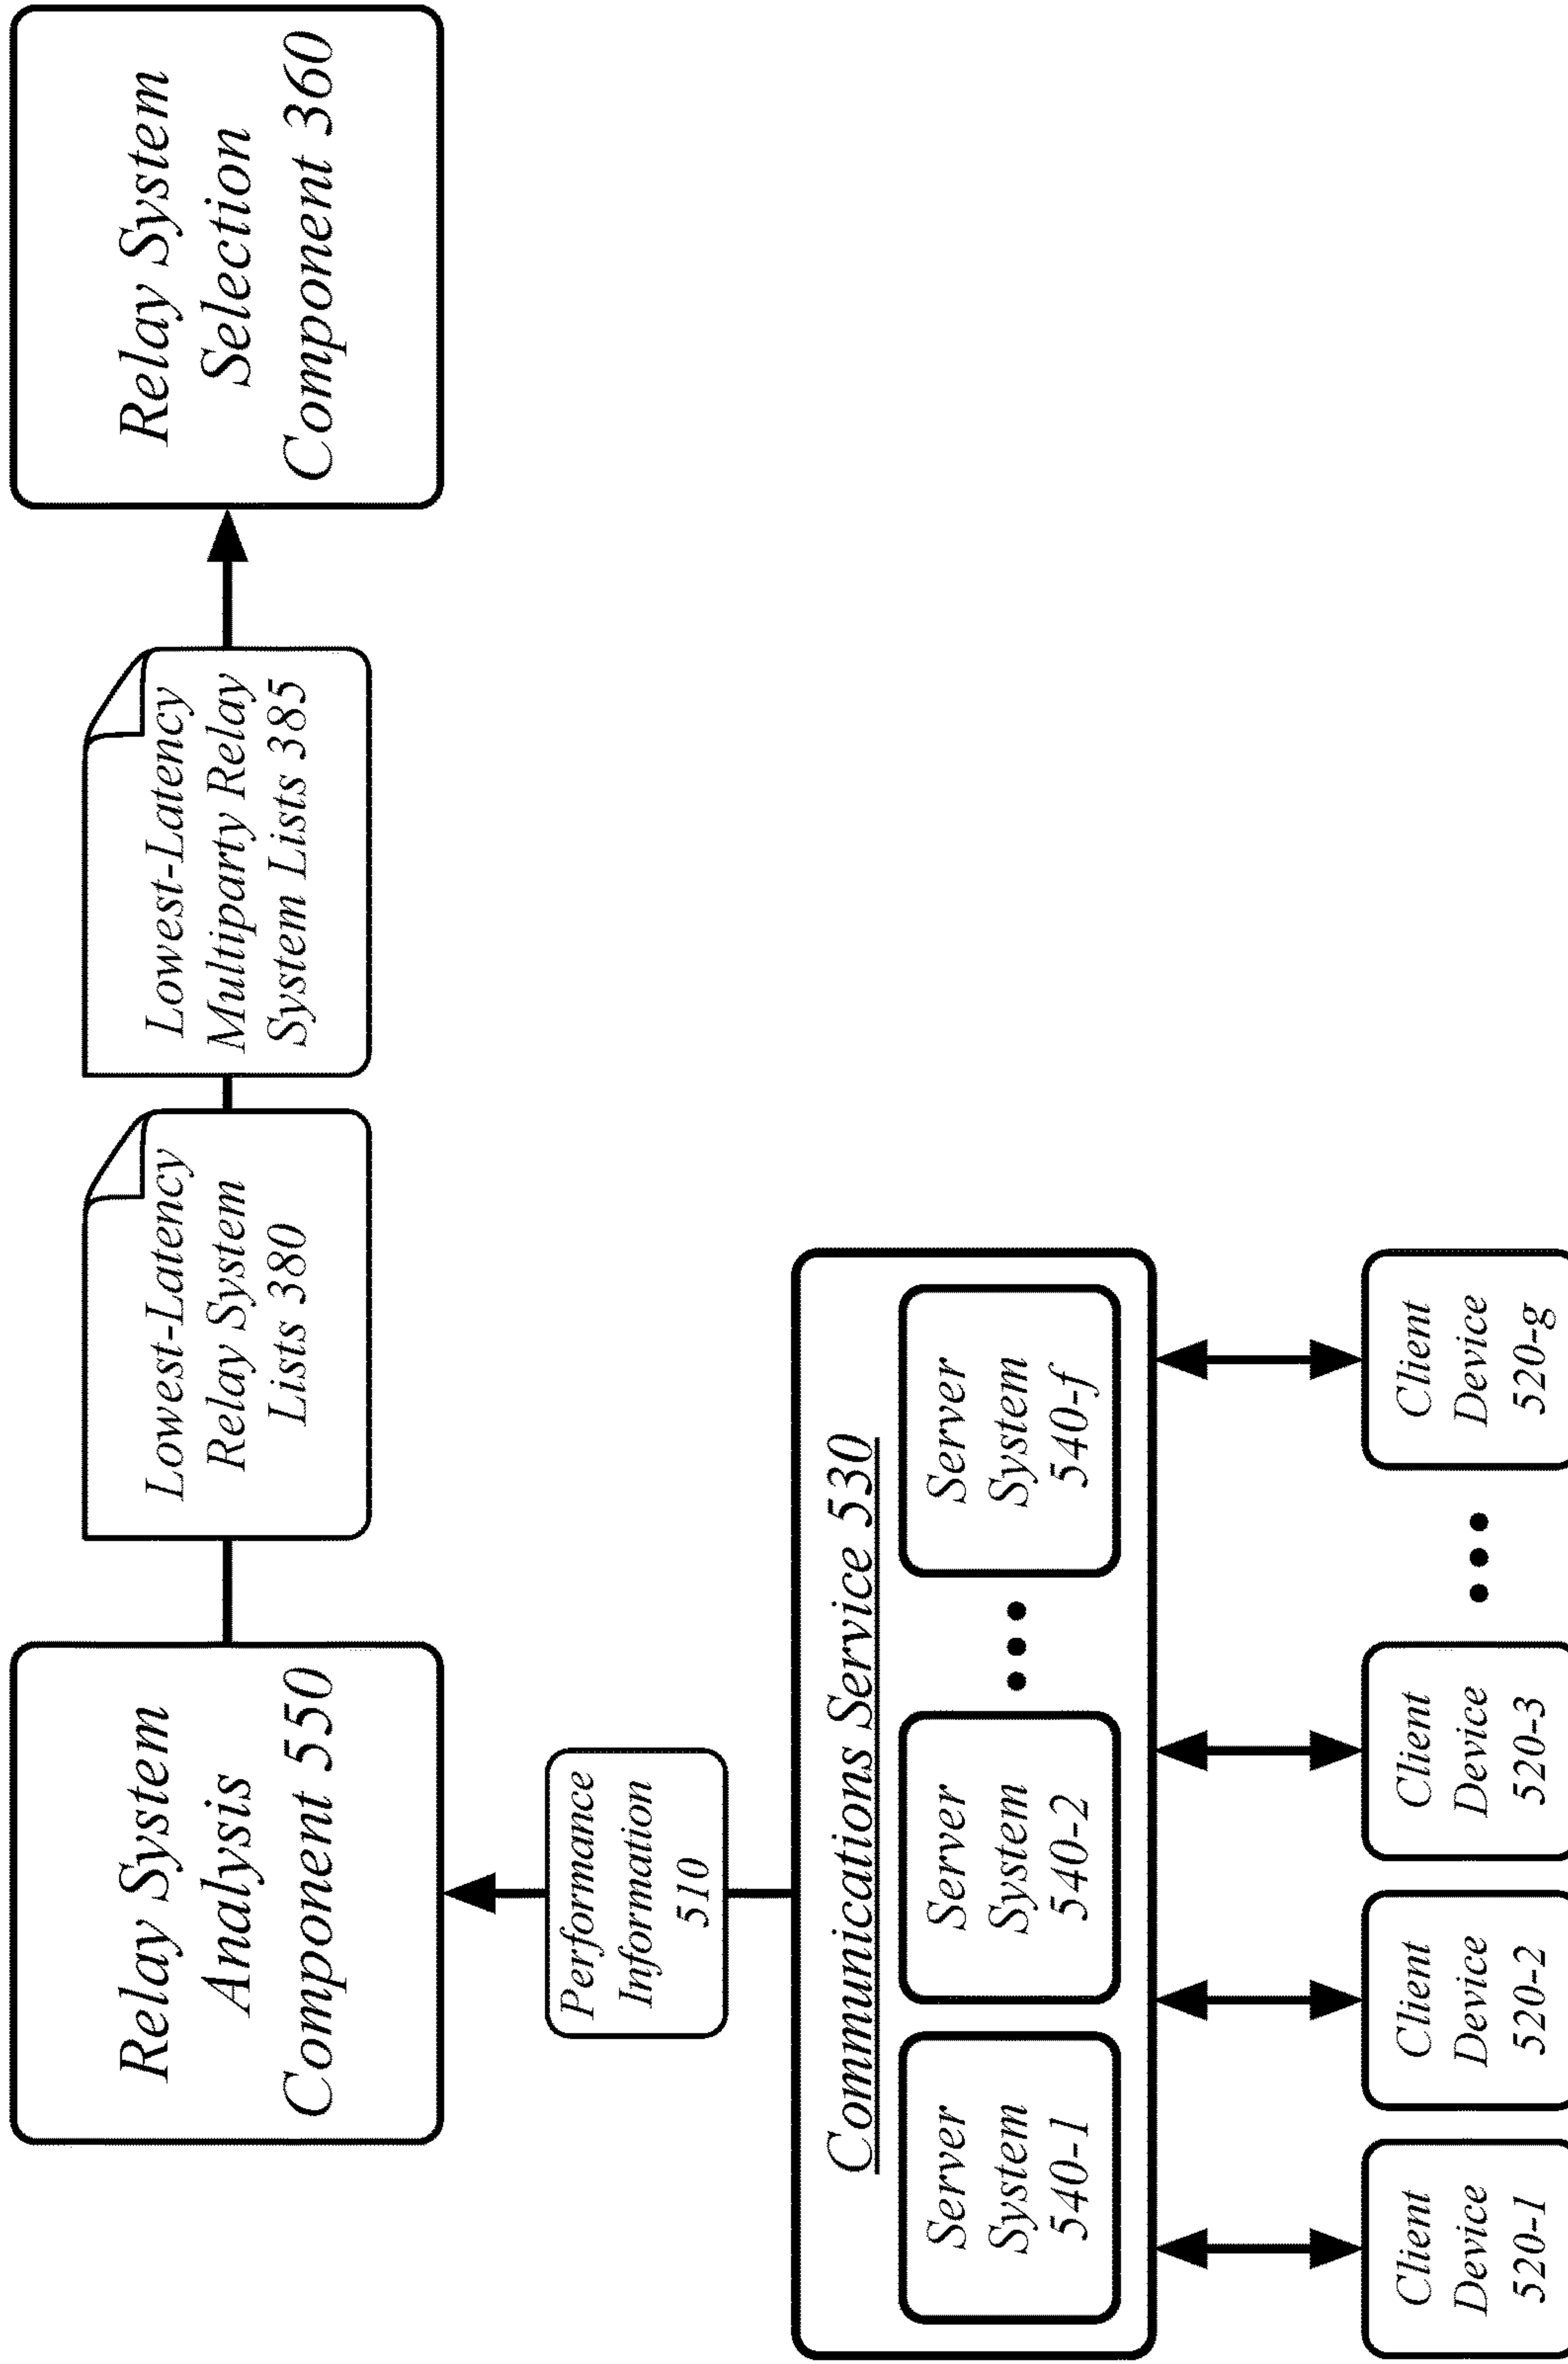 Relay System
Analysis
Component 550
Lowest-Latency
Relay System
Lists 380
Lowest-Latency
Multiparty Relay
System Lists 385
Relay System
Selection
Component 360
Performance
Information
510
Communications Service 530
Server
System
540-1
Server
System
540-2
•••
Server
System
540-f
Client
Device
520-1
Client
Device
520-2
Client
Device
520-3
•••
Client
Device
520-g